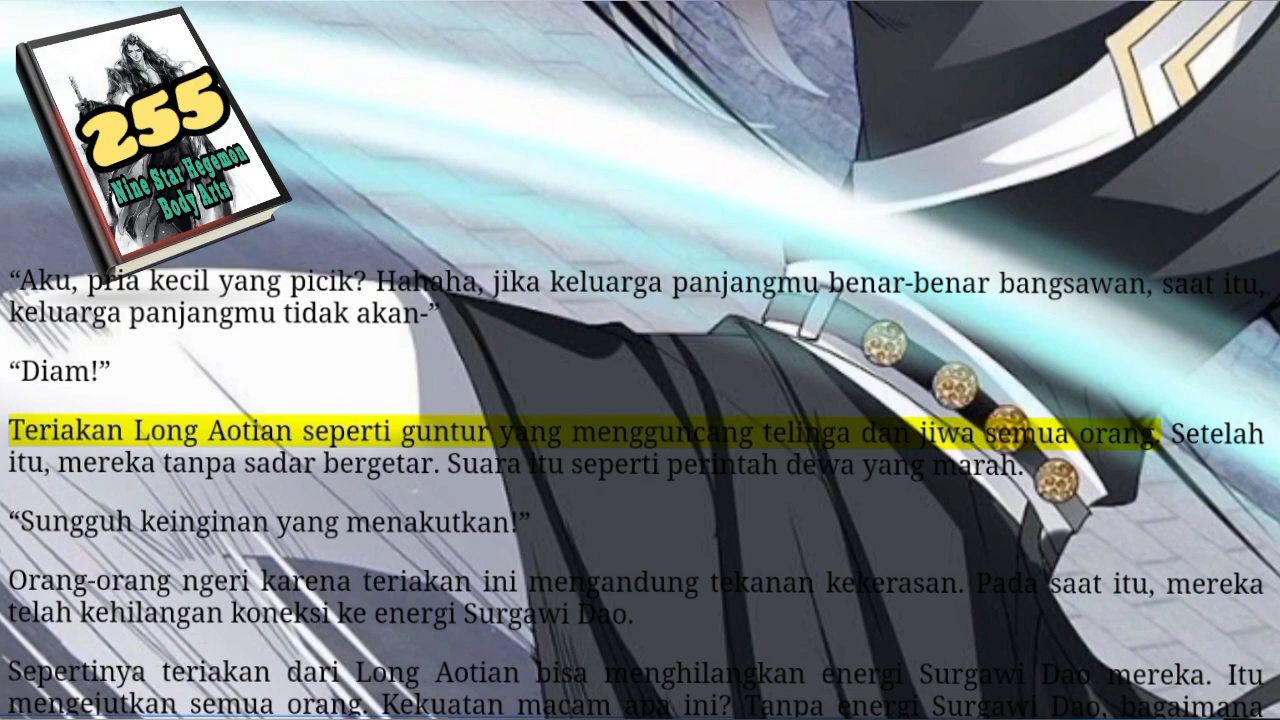 255
Nine Star Hegemon
Body Arts
“Aku, pria kecil yang picik? Hahaha, jika keluarga panjangmu benar-benar bangsawan, saat itu,
keluarga panjangmu tidak akan-”
“Diam!”
Teriakan Long Aotian seperti guntur yang mengguncang telinga dan jiwa semua orang. Setelah
itu, mereka tanpa sadar bergetar. Suara itu seperti perintah dewa yang marah.
“Sungguh keinginan yang menakutkan!”
Orang-orang ngeri karena teriakan ini mengandung tekanan kekerasan. Pada saat itu, mereka
telah kehilangan koneksi ke energi Surgawi Dao.
Sepertinya teriakan dari Long Aotian bisa menghilangkan energi Surgawi Dao mereka. Itu
mengejutkan semua orang. Kekuatan macam apa ini? Tanpa energi Surgawi Dao, bagaimana